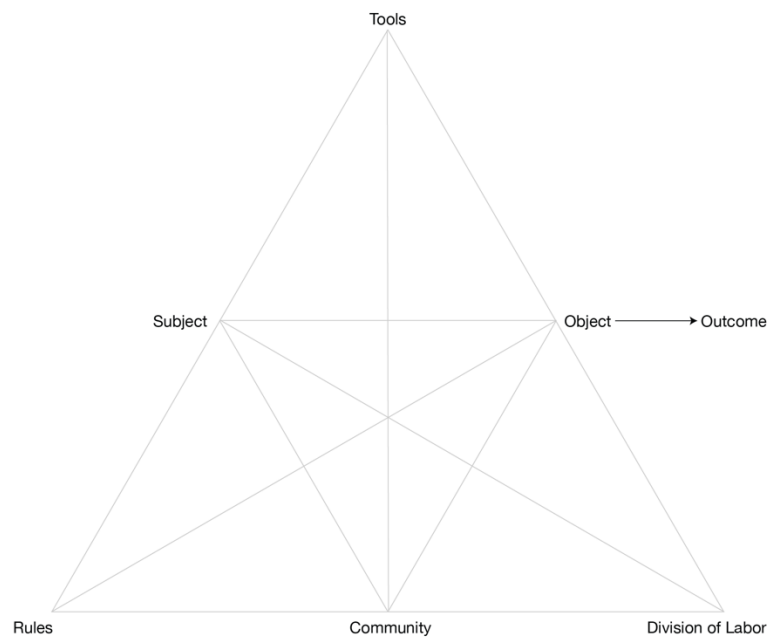 Tools
Subject
Object
Outcome
Rules
Community
Division of Labor